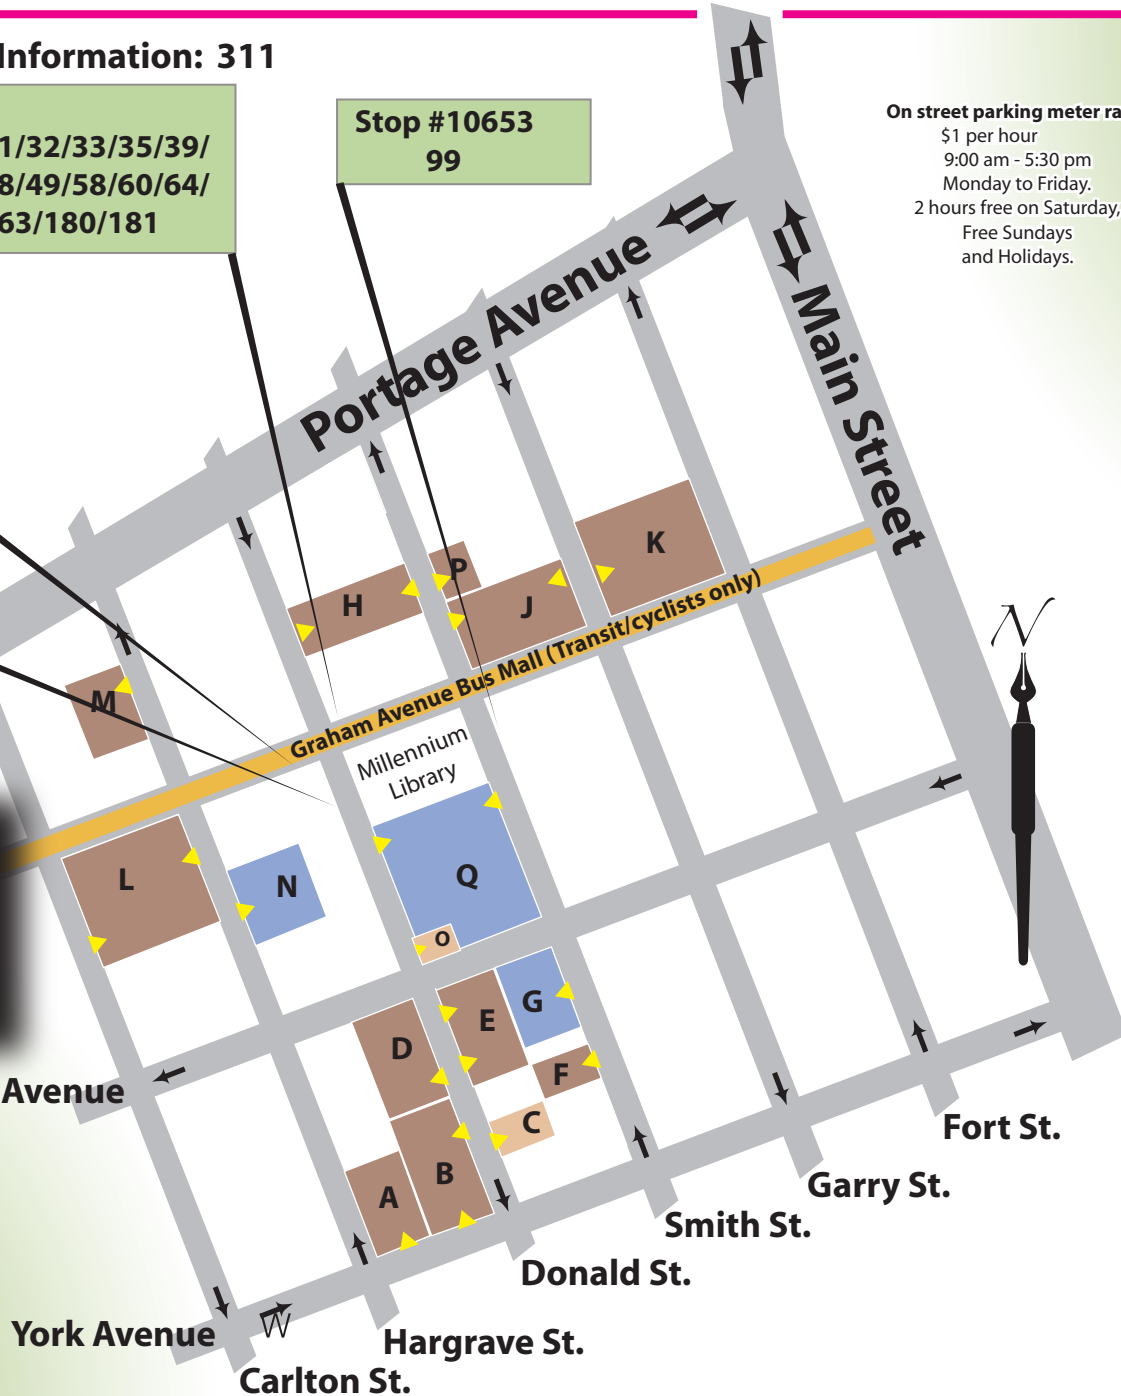 Information: 311
1/32/33/35/39/
8/49/58/60/64/
63/180/181
Stop #10653
99
On street parking meter ra
$1 per hour
9:00 am - 5:30 pm
Monday to Friday.
2 hours free on Saturday,
Free Sundays
and Holidays.
Portage Avenue
Main Street
K
P
H
J
Graham Avenue Bus Mall (Transit/cyclists only)
N
M
Millennium
Library
L
N
Q
O
G
E
D
F
C
B
A
Avenue
Fort St.
Garry St.
Smith St.
Donald St.
W
York Avenue
Hargrave St.
Carlton St.